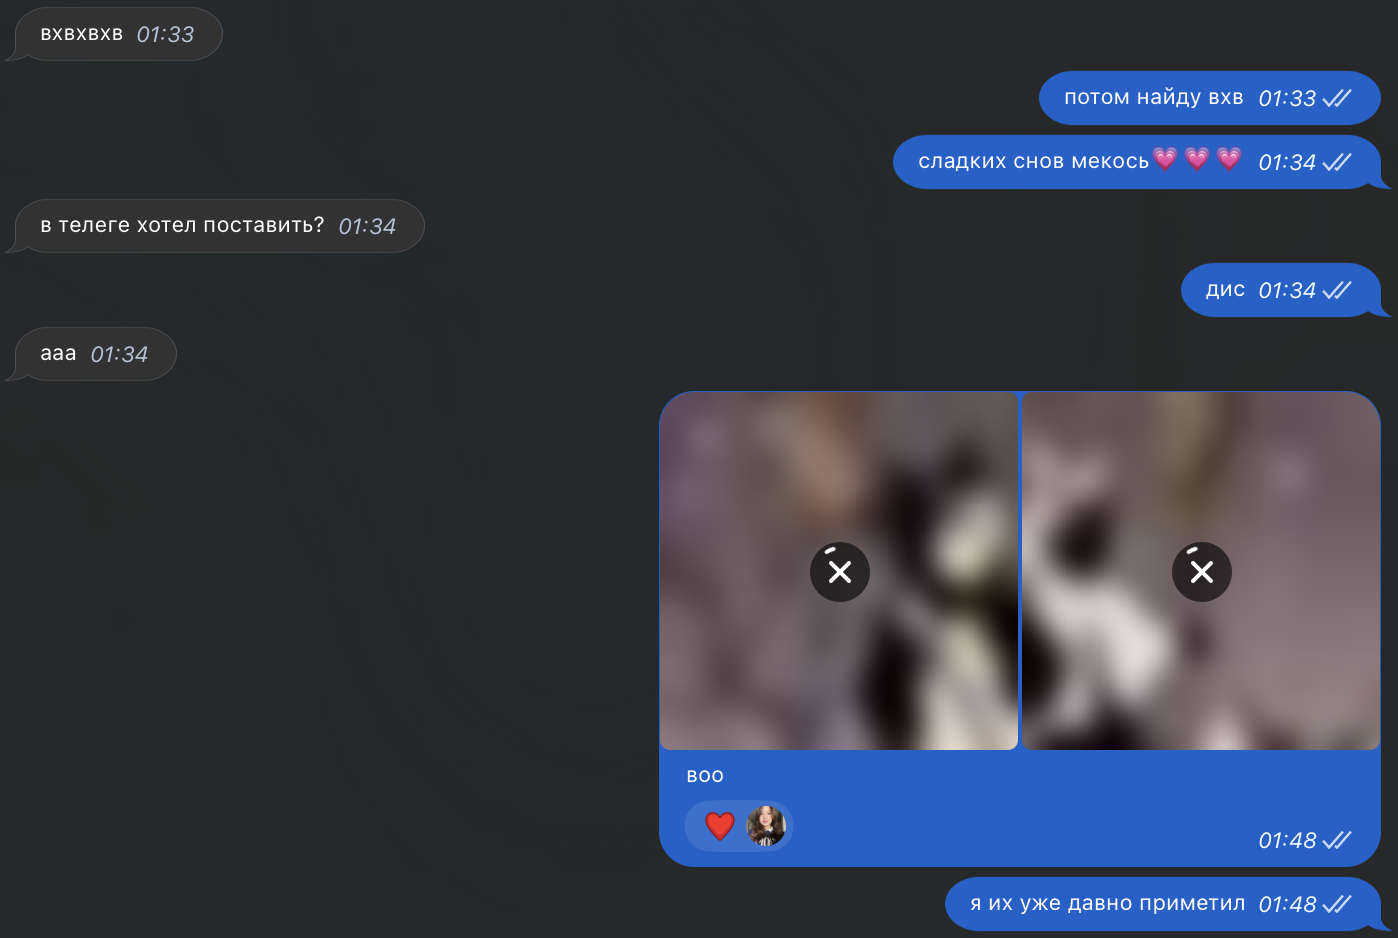 вхвхвхв 01:33
потом найду вхв 01:33
сладких снов мекось💗💗💗 01:34
в телеге хотел поставить? 01:34
дис 01:34
ааа 01:34
воо
❤️
01:48
я их уже давно приметил 01:48